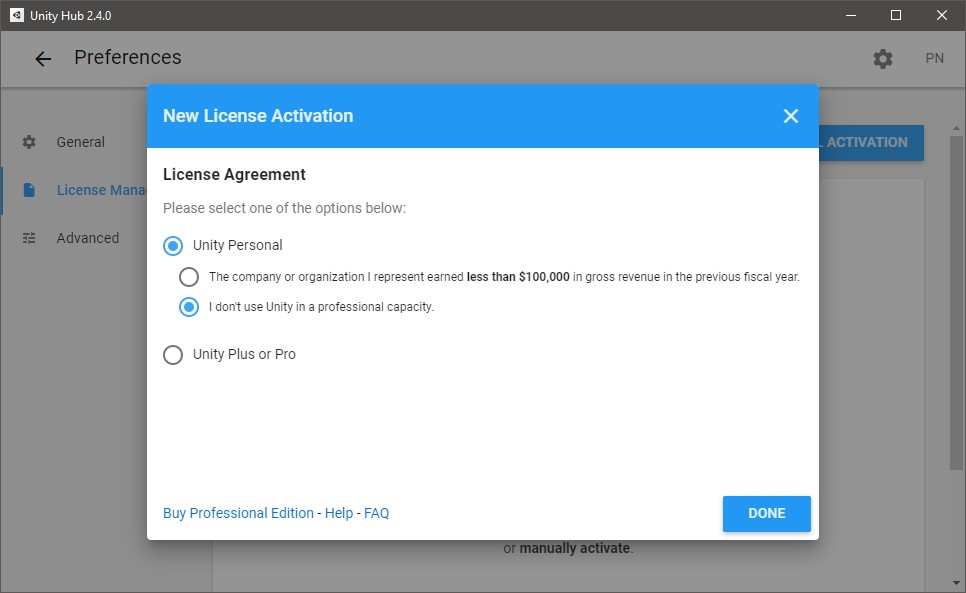 Unity Hub 2.4.0
Preferences
PN
New License Activation
General
ACTIVATION
License Agreement
License Mana
Please select one of the options below:
Advanced
Unity Personal
The company or organization I represent earned less than $100,000 in gross revenue in the previous fiscal year.
I don't use Unity in a professional capacity.
Unity Plus or Pro
Buy Professional Edition - Help - FAQ
DONE
or manually activate.